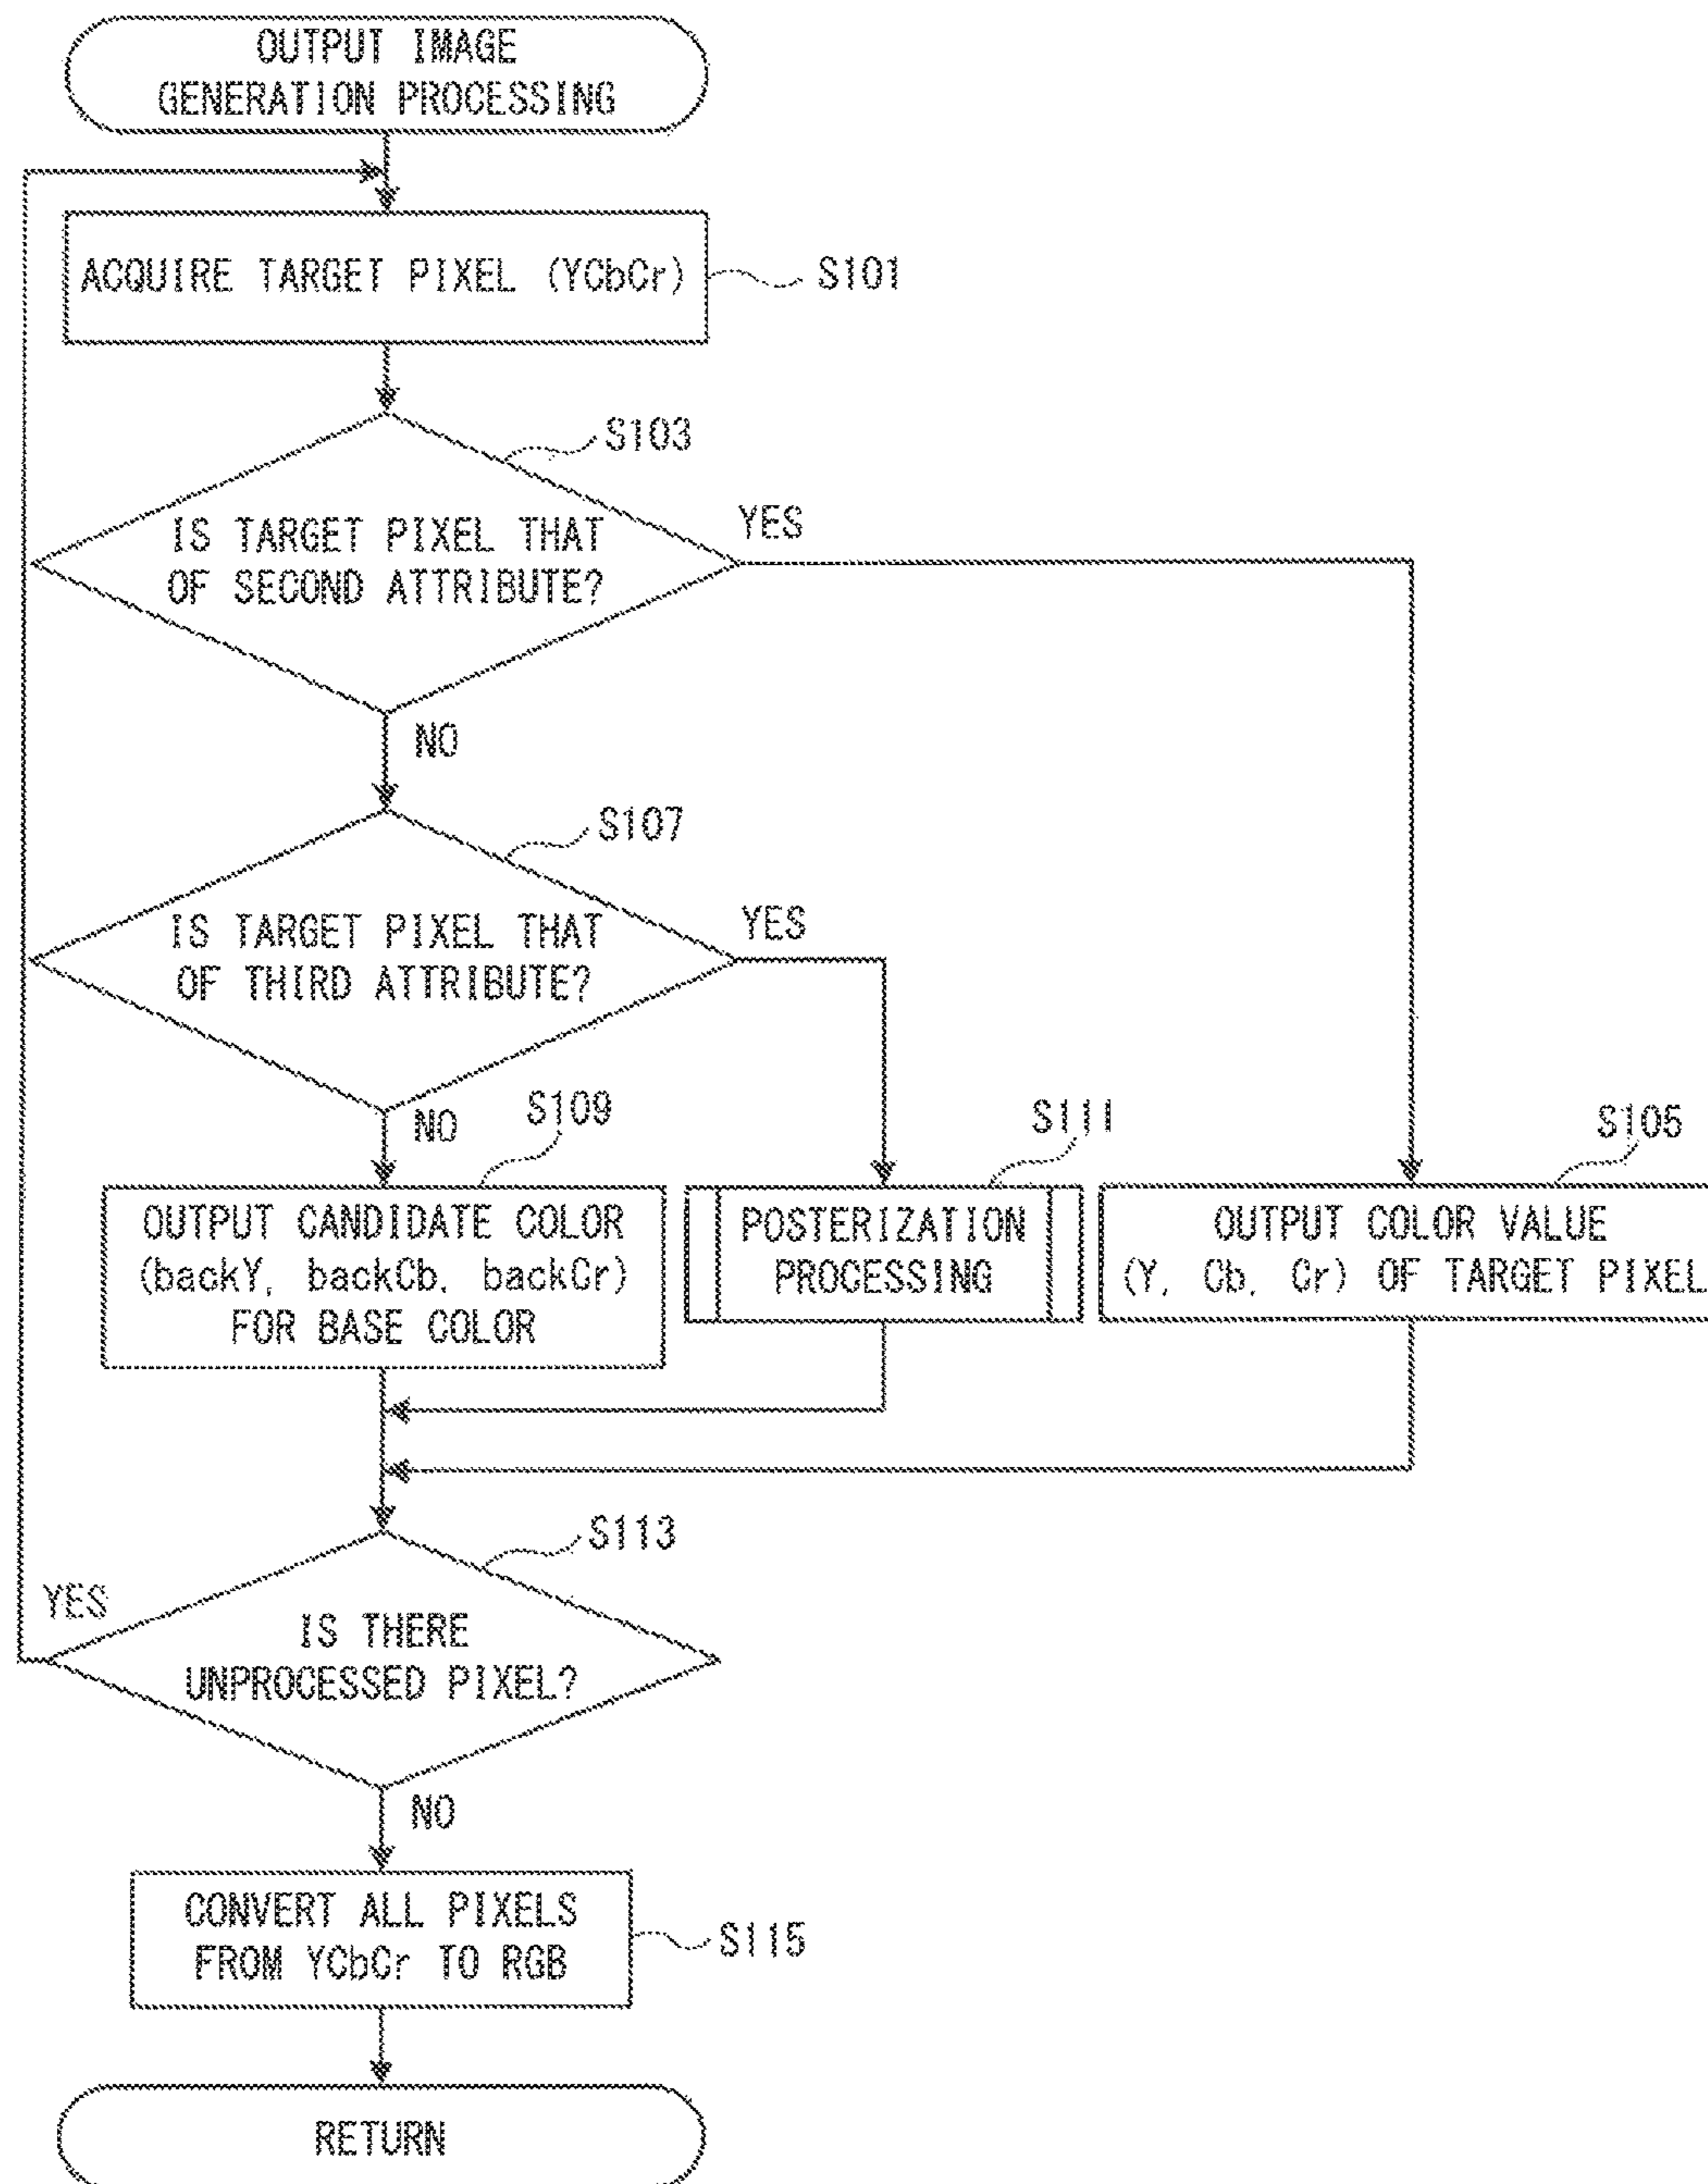 OUTPUT IMAGE
GENERATION PROCESSING
ACQUIRE TARGET PIXEL (YCbCr)
S101
S103
IS TARGET PIXEL THAT
OF SECOND ATTRIBUTE?
YES
NO
S107
IS TARGET PIXEL THAT
OF THIRD ATTRIBUTE?
YES
NO
S109
OUTPUT CANDIDATE COLOR
(backY, backCb, backCr)
FOR BASE COLOR
S111
POSTERIZATION
PROCESSING
S105
OUTPUT COLOR VALUE
(Y, Cb, Cr) OF TARGET PIXEL
S113
YES
IS THERE
UNPROCESSED PIXEL?
NO
CONVERT ALL PIXELS
FROM YCbCr TO RGB
S115
RETURN